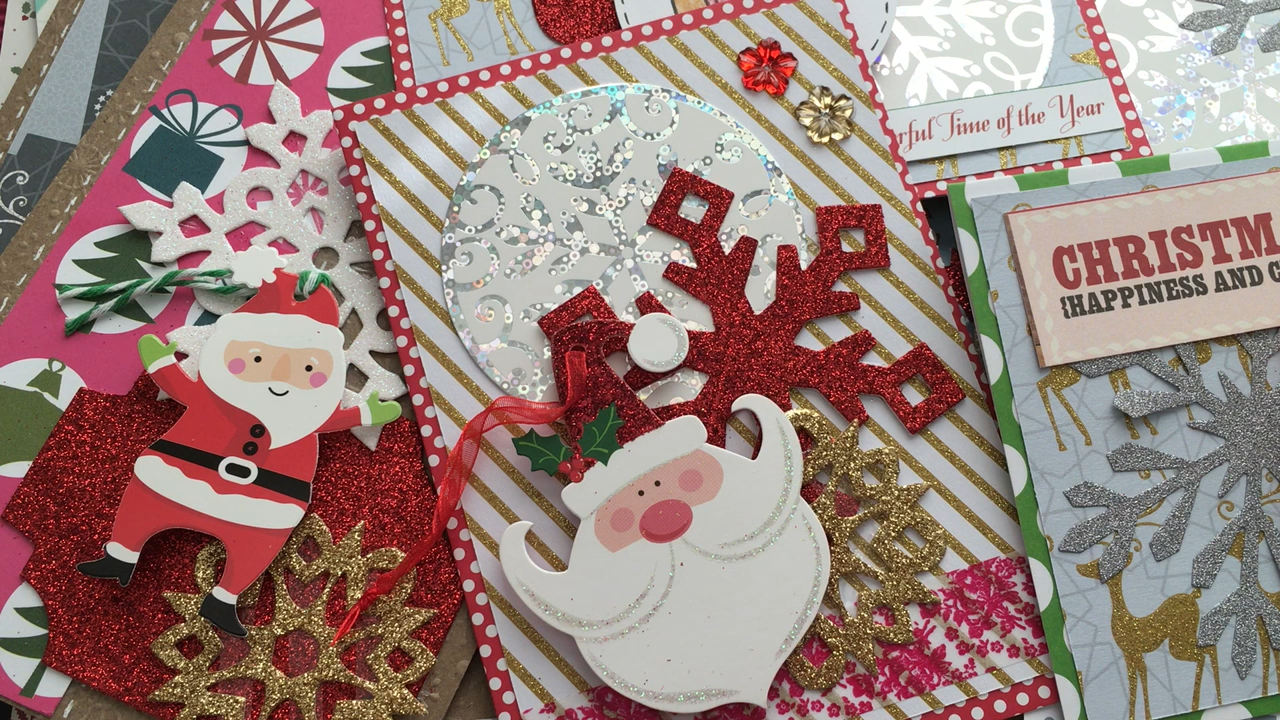 rful Time of the Year
CHRISTM
{HAPPINESS AND